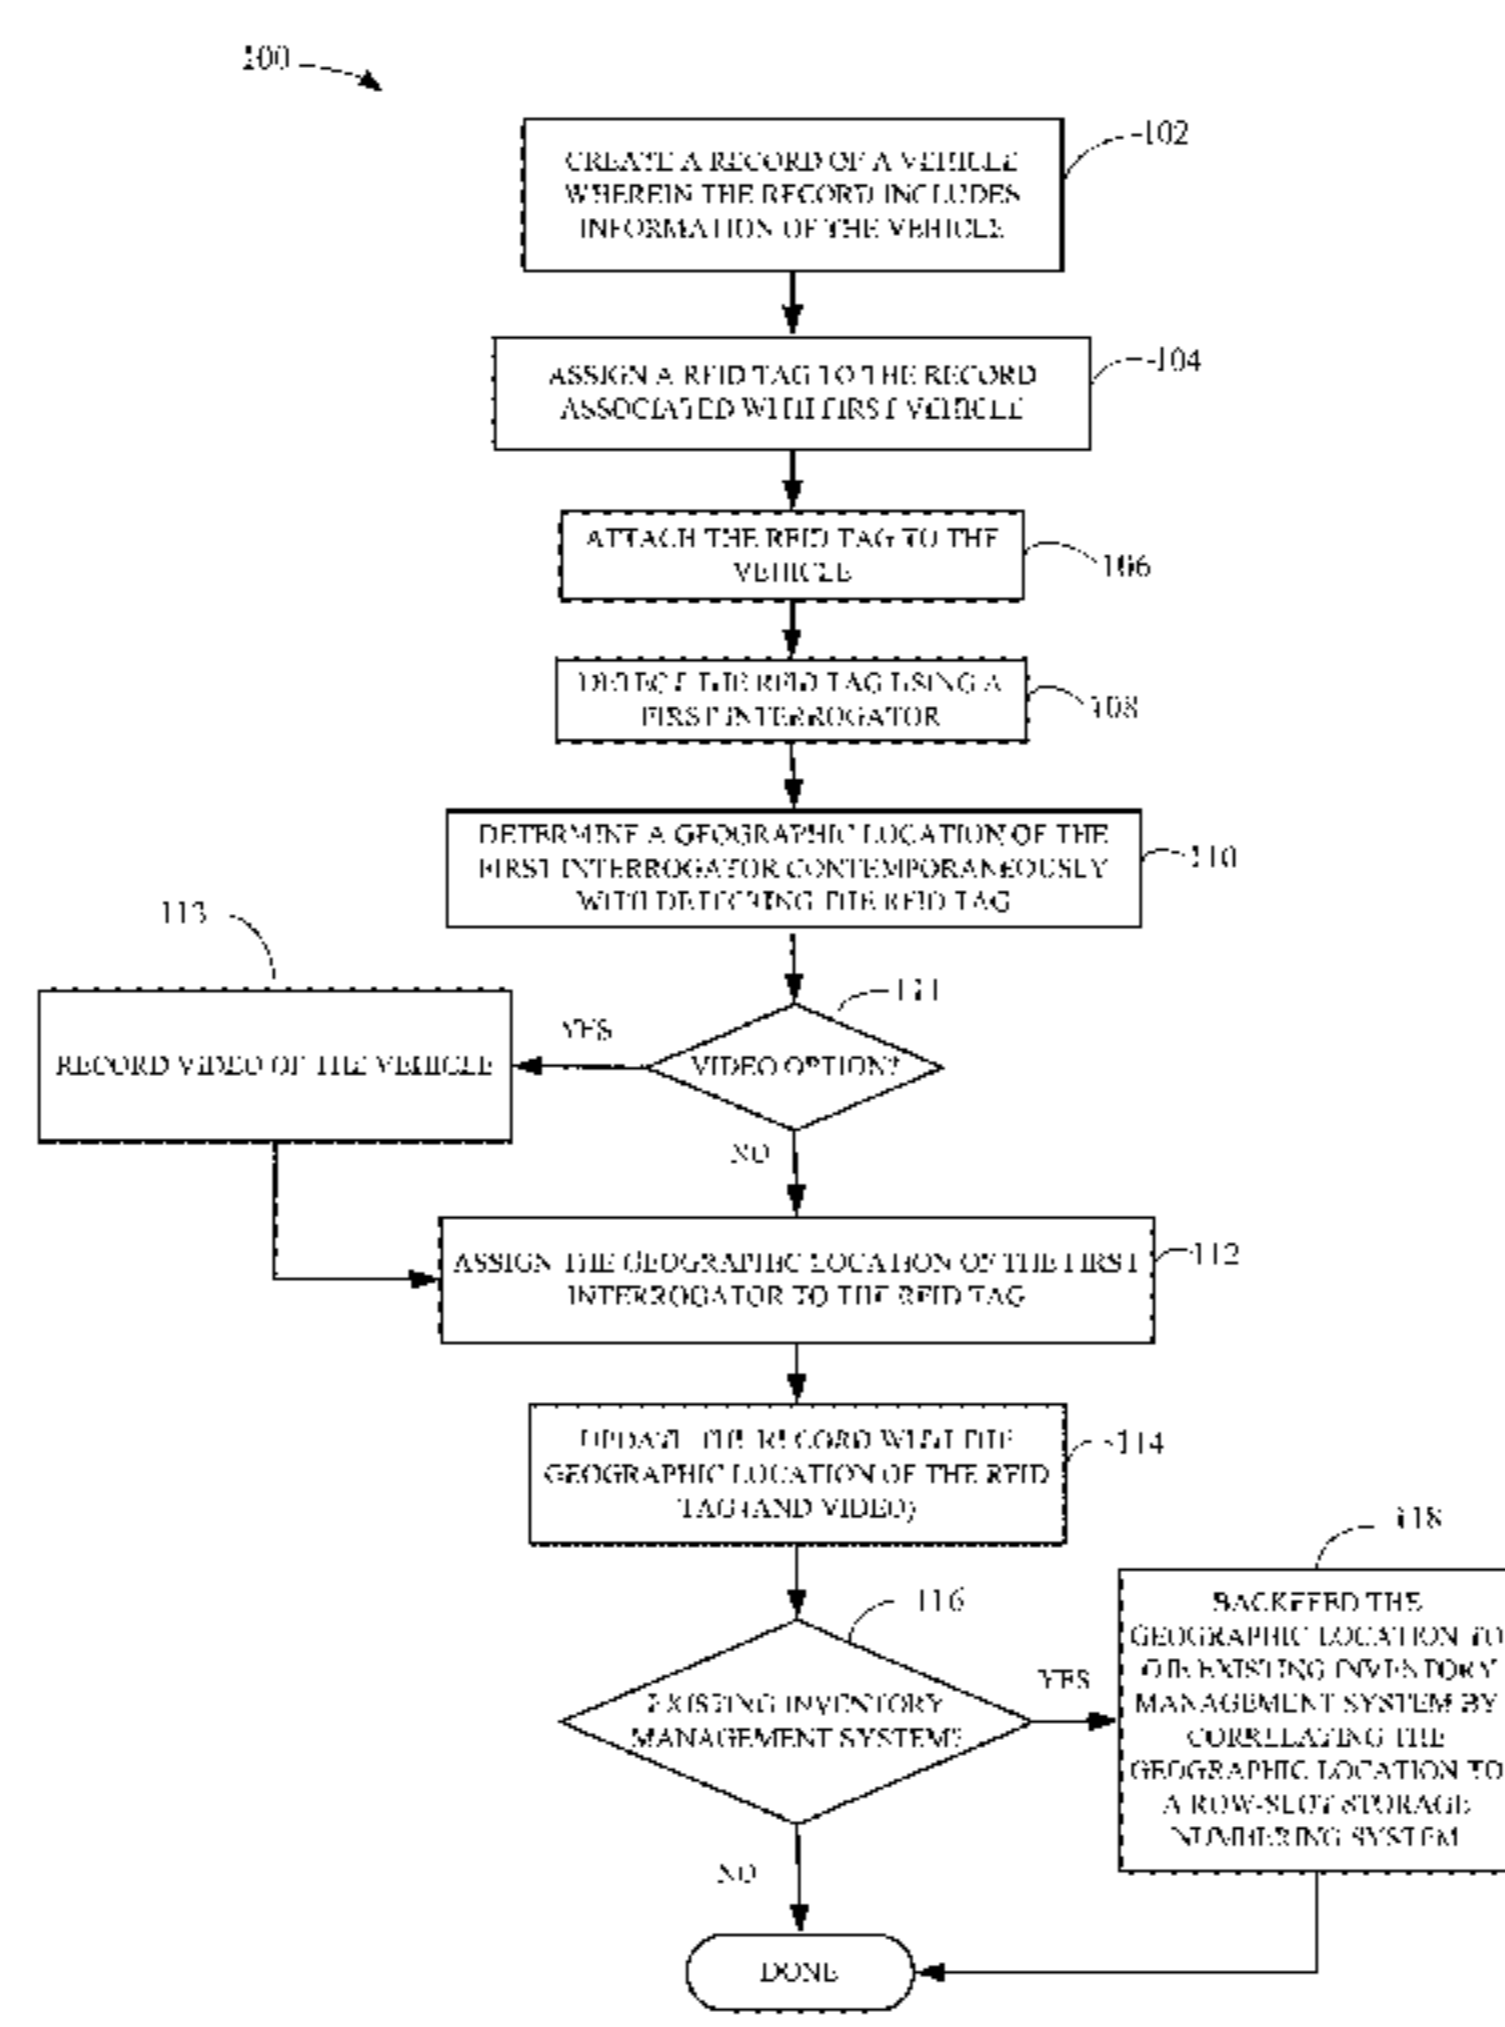 100
CREATE A RECORD OF A VEHICLE
WHEREIN THE RECORD INCLUDES
INFORMATION OF THE VEHICLE
102
ASSIGN A RFID TAG TO THE RECORD
ASSOCIATED WITH FIRST VEHICLE
104
ATTACH THE RFID TAG TO THE
VEHICLE
106
DETECT THE RFID TAG USING A
FIRST INTERROGATOR
108
DETERMINE A GEOGRAPHIC LOCATION OF THE
FIRST INTERROGATOR CONTEMPORANEOUSLY
WITH DETECTING THE RFID TAG
110
113
RECORD VIDEO OF THE VEHICLE
YES
VIDEO OPTION?
121
NO
ASSIGN THE GEOGRAPHIC LOCATION OF THE FIRST
INTERROGATOR TO THE RFID TAG
112
UPDATE THE RECORD WITH THE
GEOGRAPHIC LOCATION OF THE RFID
TAG (AND VIDEO)
114
EXISTING INVENTORY
MANAGEMENT SYSTEM?
116
YES
118
BACKFEED THE
GEOGRAPHIC LOCATION TO
THE EXISTING INVENTORY
MANAGEMENT SYSTEM BY
CORRELATING THE
GEOGRAPHIC LOCATION TO
A ROW-SLOT STORAGE
NUMBERING SYSTEM
NO
DONE